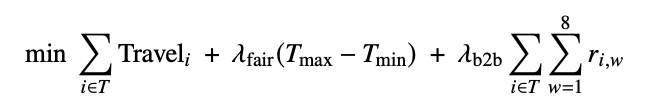 min ∑_{i∈T} Travel_i + λ_fair(T_max − T_min) + λ_b2b ∑_{i∈T} ∑_{w=1}^{8} r_{i,w}